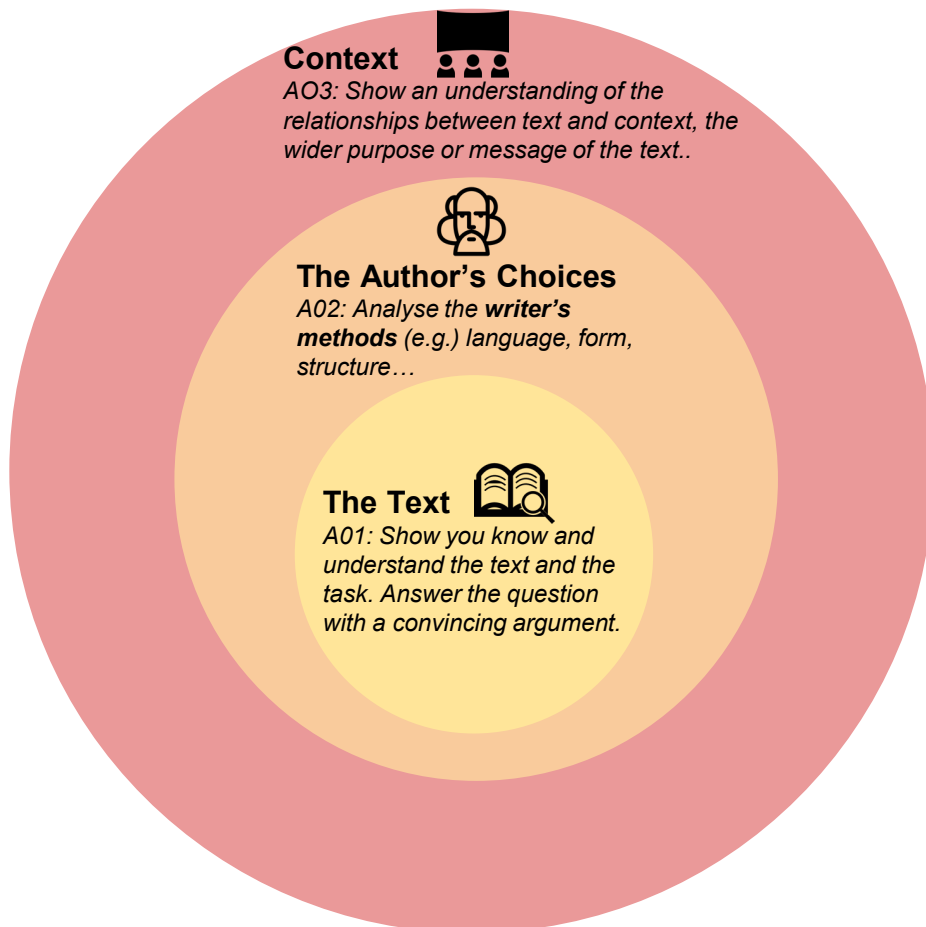 Context
AO3: Show an understanding of the
relationships between text and context, the
wider purpose or message of the text..
The Author’s Choices
A02: Analyse the writer’s
methods (e.g.) language, form,
structure…
The Text
A01: Show you know and
understand the text and the
task. Answer the question
with a convincing argument.